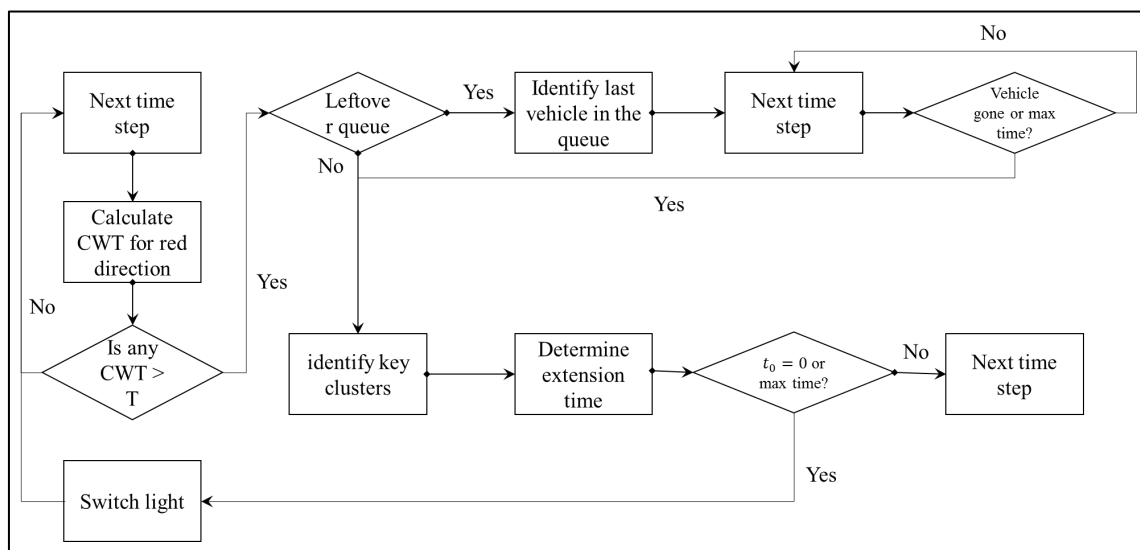 No
Next time
step
Leftove
r queue
Yes
Identify last
vehicle in the
queue
Next time
step
Vehicle
gone or max
time?
No
Yes
Calculate
CWT for red
direction
No
Yes
Is any
CWT >
T
identify key
clusters
Determine
extension
time
t₀ = 0 or
max time?
No
Next time
step
Yes
Switch light